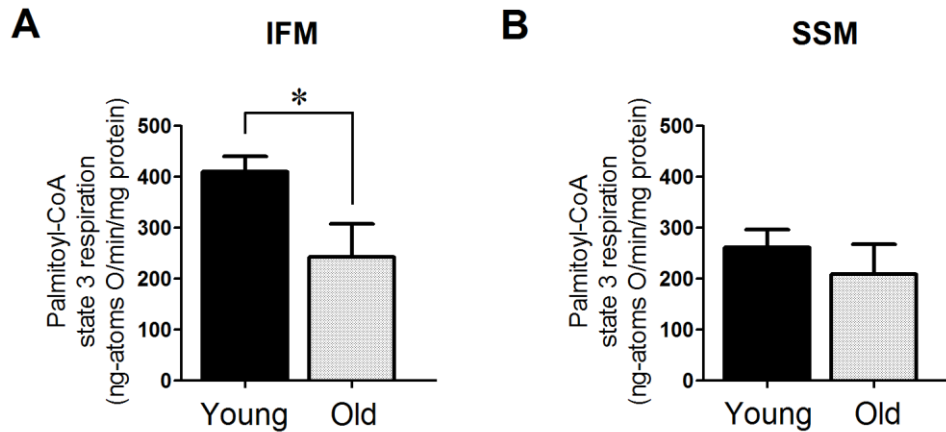 A
IFM
Palmitoyl-CoA
state 3 respiration
(ng-atoms O/min/mg protein)
500
400
300
200
100
0
*
Young
Old
B
SSM
Palmitoyl-CoA
state 3 respiration
(ng-atoms O/min/mg protein)
500
400
300
200
100
0
Young
Old